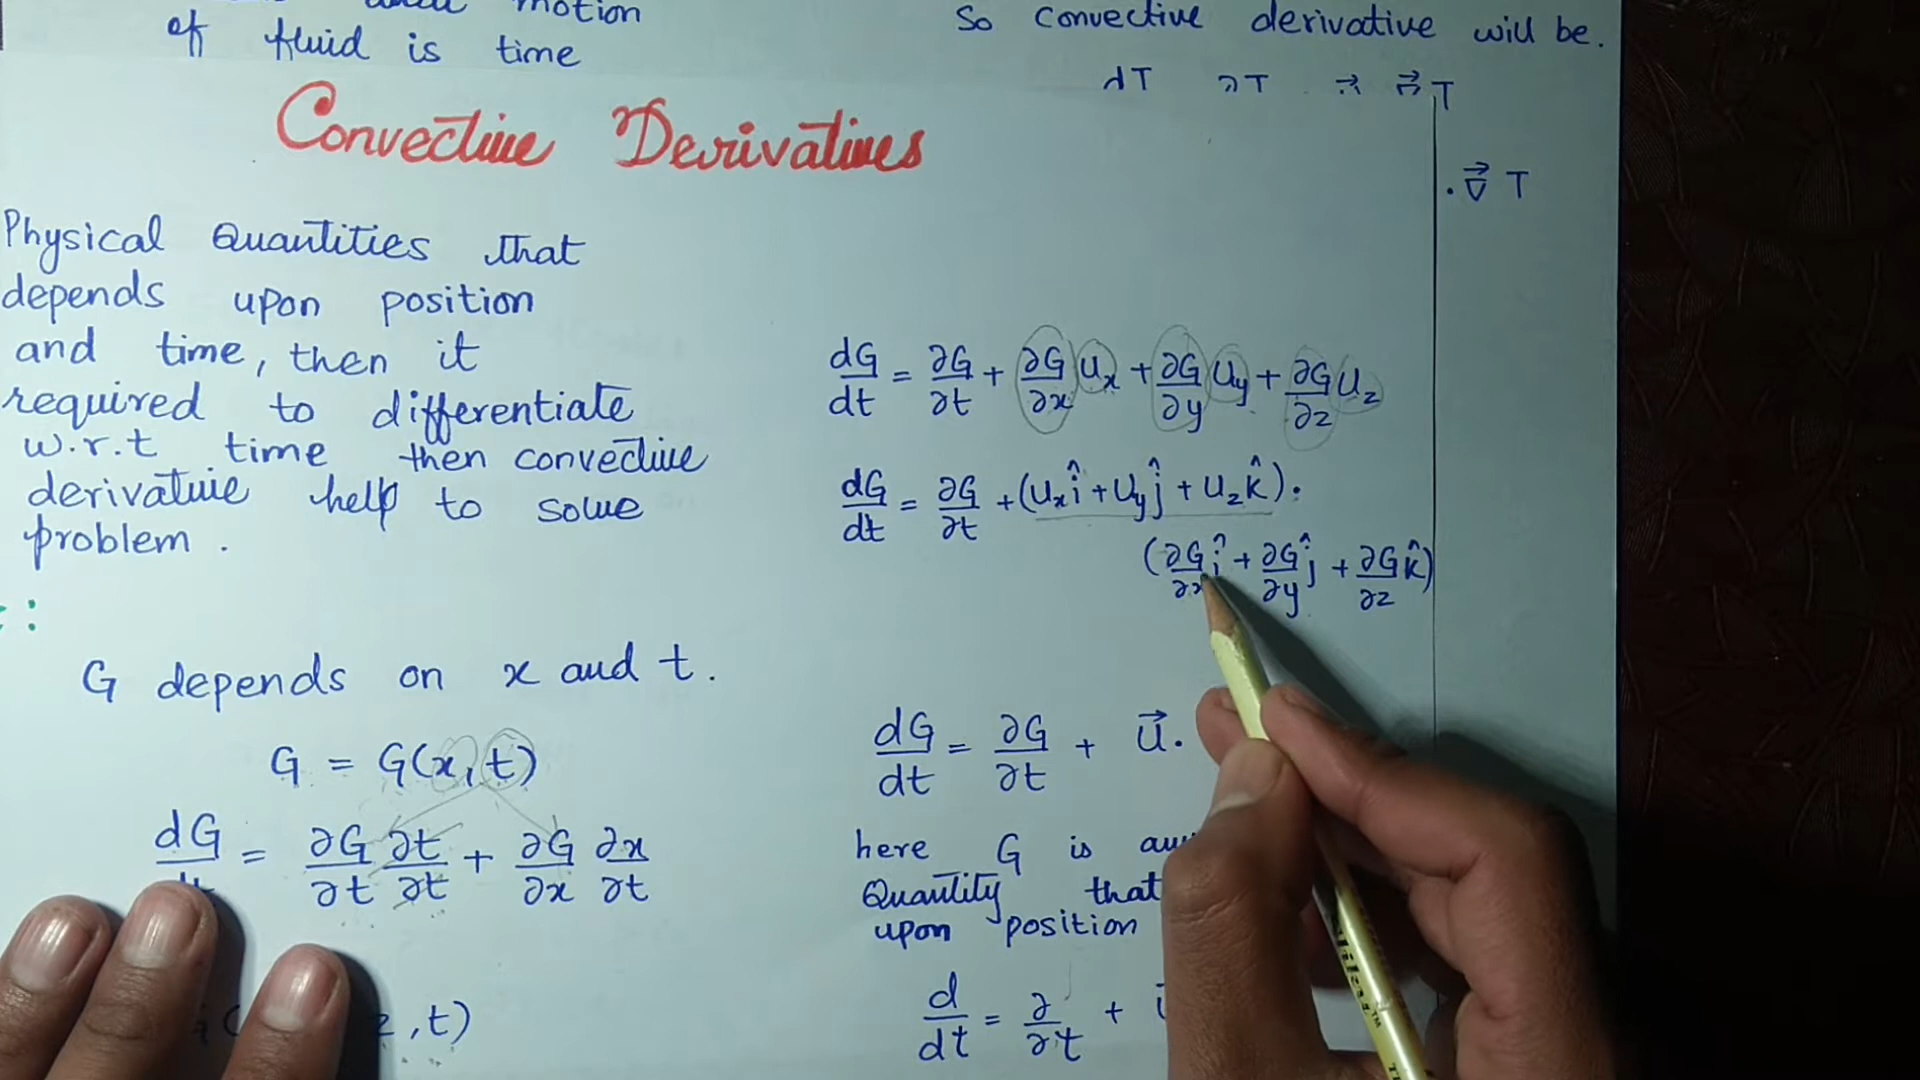 motion
of fluid is time
Convective Derivatives
Physical Quantities that
depends upon position
and time, then it
required to differentiate
w.r.t time then convective
derivative help to solve
problem .
:
G depends on x and t.
G = G(x,t)
dG/dt = ∂G/∂t ∂t/∂t + ∂G/∂x ∂x/∂t
,t)
So convective derivative will be.
dT ∂T T
. ∇⃗ T
dG/dt = ∂G/∂t + ∂G/∂x Ux + ∂G/∂y Uy + ∂G/∂z Uz
dG/dt = ∂G/∂t + (Ux î + Uy ĵ + Uz k̂).
(∂G/∂x î + ∂G/∂y ĵ + ∂G/∂z k̂)
dG/dt = ∂G/∂t + U⃗.
here G is
Quantity that
upon position
d/dt = ∂/∂t +